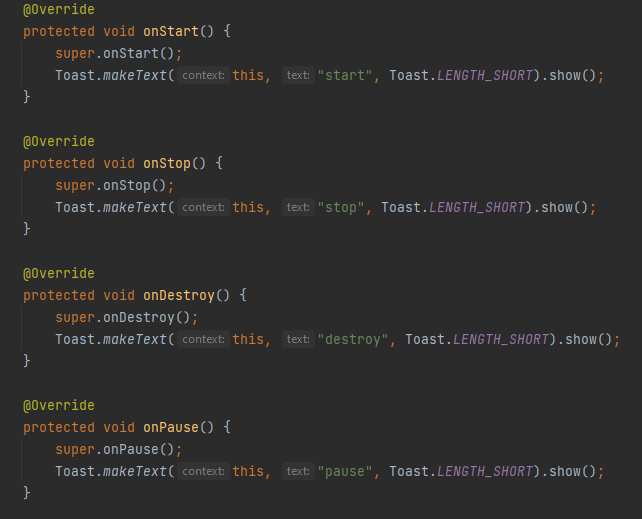 @Override
protected void onStart() {
super.onStart();
Toast.makeText( context: this, text: "start", Toast.LENGTH_SHORT).show();
}
@Override
protected void onStop() {
super.onStop();
Toast.makeText( context: this, text: "stop", Toast.LENGTH_SHORT).show();
}
@Override
protected void onDestroy() {
super.onDestroy();
Toast.makeText( context: this, text: "destroy", Toast.LENGTH_SHORT).show();
}
@Override
protected void onPause() {
super.onPause();
Toast.makeText( context: this, text: "pause", Toast.LENGTH_SHORT).show();
}